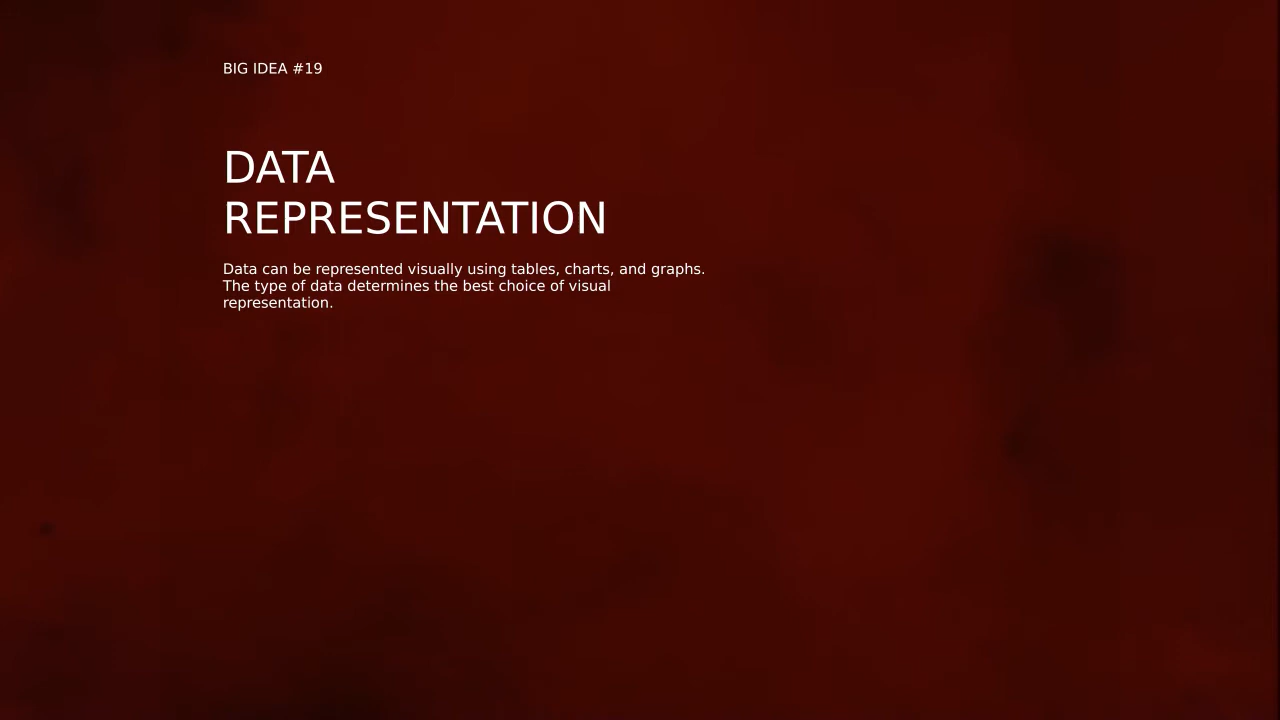 BIG IDEA #19
DATA
REPRESENTATION
Data can be represented visually using tables, charts, and graphs.
The type of data determines the best choice of visual
representation.